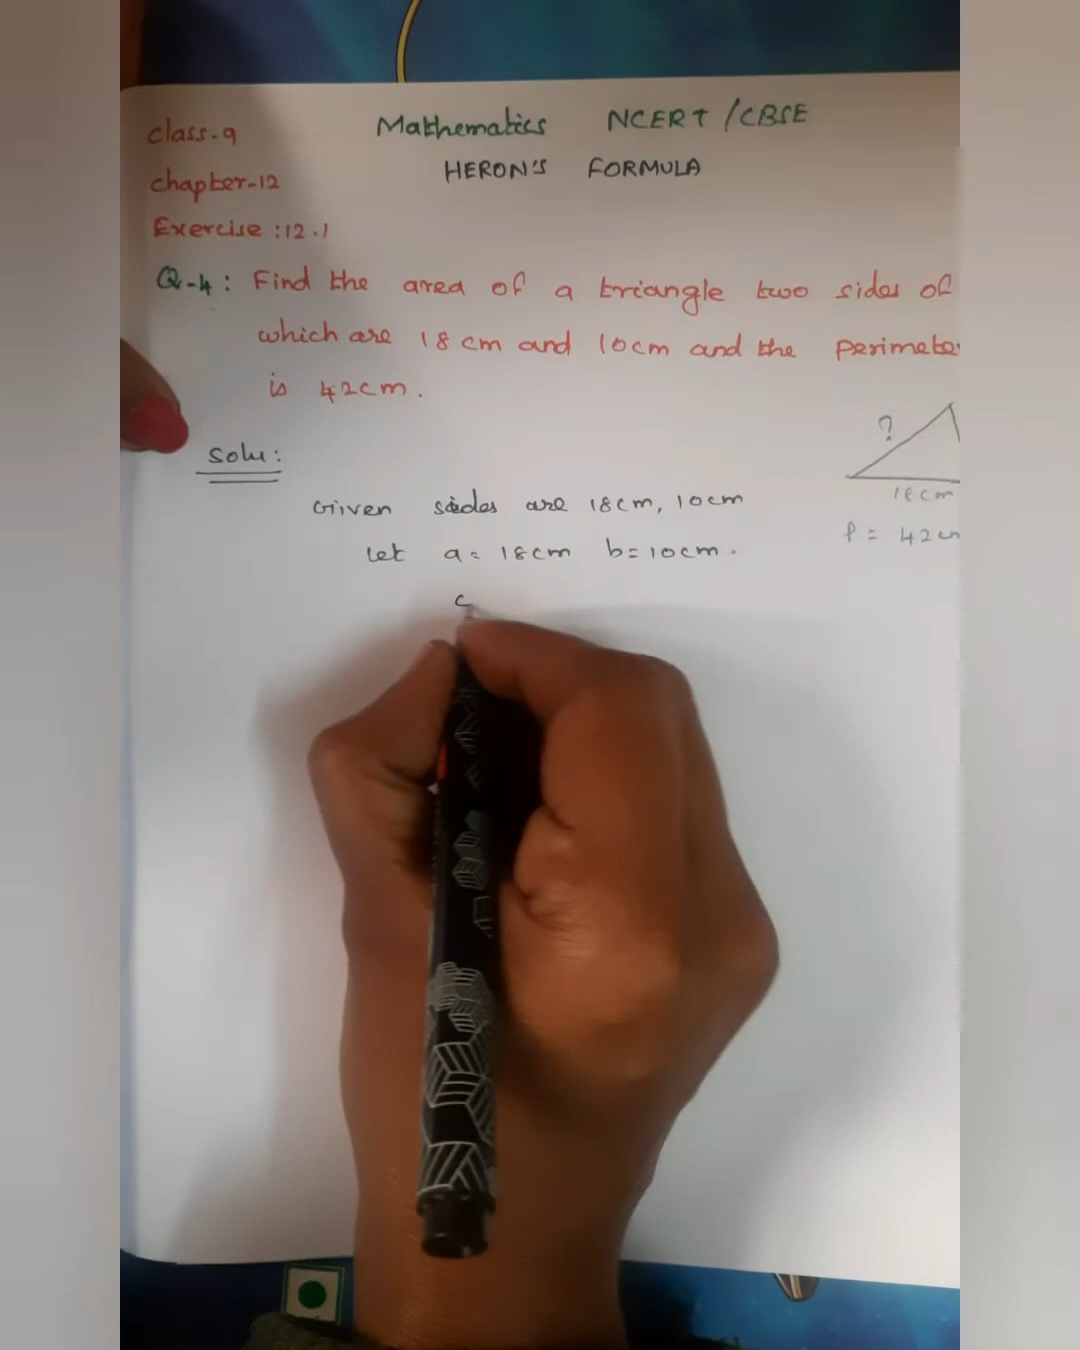 class-9
Mathematics NCERT/CBSE
chapter-12
HERON'S FORMULA
Exercise:12.1
Q-4: Find the area of a triangle two sides of
which are 18cm and 10cm and the perimeter
is 42cm.
Solu:
?
18cm
Given sides are 18cm, 10cm
P = 42cm
let a= 18cm b=10cm.
c